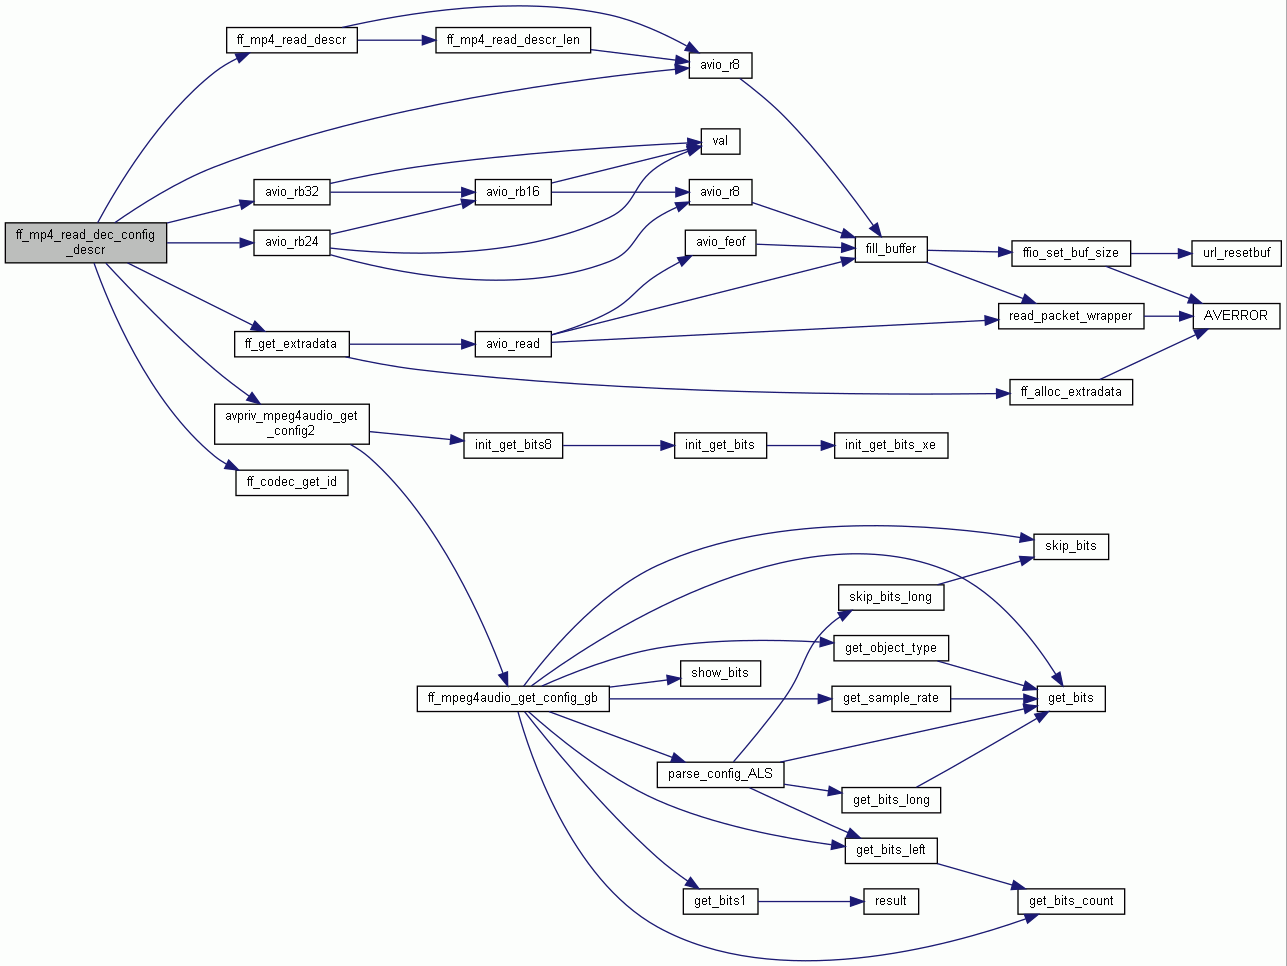 ff_mp4_read_descr
ff_mp4_read_descr_len
avio_r8
val
avio_rb32
avio_rb16
avio_r8
ff_mp4_read_dec_config
_descr
avio_rb24
avio_feof
fill_buffer
ffio_set_buf_size
url_resetbuf
read_packet_wrapper
AVERROR
ff_get_extradata
avio_read
ff_alloc_extradata
avpriv_mpeg4audio_get
_config2
init_get_bits8
init_get_bits
init_get_bits_xe
ff_codec_get_id
skip_bits
skip_bits_long
get_object_type
show_bits
ff_mpeg4audio_get_config_gb
get_sample_rate
get_bits
parse_config_ALS
get_bits_long
get_bits_left
get_bits1
result
get_bits_count